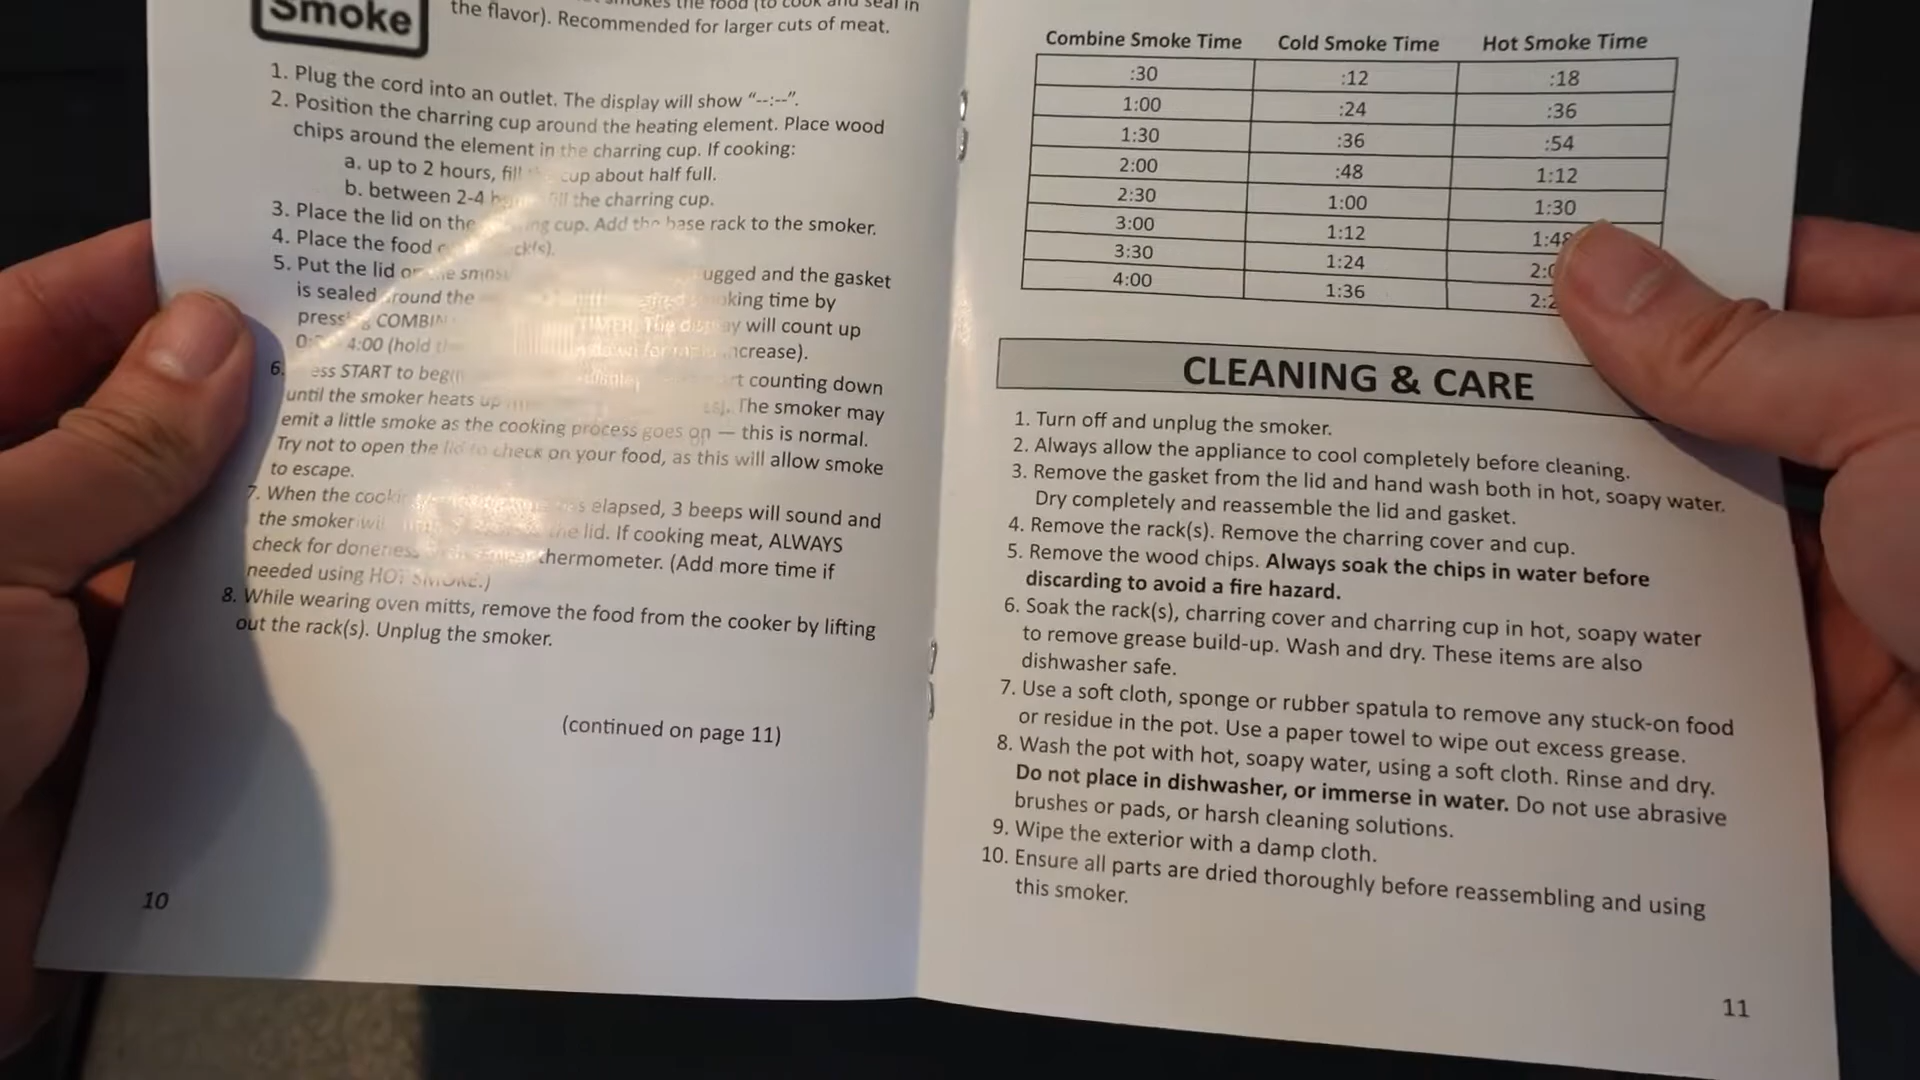 Smoke
the food (to cook and seal in
the flavor). Recommended for larger cuts of meat.
1. Plug the cord into an outlet. The display will show “--:--”.
2. Position the charring cup around the heating element. Place wood
chips around the element in the charring cup. If cooking:
a. up to 2 hours, fill cup about half full.
b. between 2-4 fill the charring cup.
3. Place the lid on the cup. Add the base rack to the smoker.
4. Place the food
5. Put the lid and the gasket
is sealed around the time by
TIMER. The display will count up
4:00 (hold increase).
6. START to counting down
until the smoker heats up The smoker may
emit a little smoke as the cooking process goes on — this is normal.
Try not to open the lid to check on your food, as this will allow smoke
to escape.
7. When the elapsed, 3 beeps will sound and
the smoker the lid. If cooking meat, ALWAYS
check for doneness thermometer. (Add more time if
needed using HOT SMOKE.)
8. While wearing oven mitts, remove the food from the cooker by lifting
out the rack(s). Unplug the smoker.
(continued on page 11)
10
Combine Smoke Time Cold Smoke Time Hot Smoke Time
:30 :12 :18
1:00 :24 :36
1:30 :36 :54
2:00 :48 1:12
2:30 1:00 1:30
3:00 1:12 1:48
3:30 1:24
4:00 1:36
CLEANING & CARE
1. Turn off and unplug the smoker.
2. Always allow the appliance to cool completely before cleaning.
3. Remove the gasket from the lid and hand wash both in hot, soapy water.
Dry completely and reassemble the lid and gasket.
4. Remove the rack(s). Remove the charring cover and cup.
5. Remove the wood chips. Always soak the chips in water before
discarding to avoid a fire hazard.
6. Soak the rack(s), charring cover and charring cup in hot, soapy water
to remove grease build-up. Wash and dry. These items are also
dishwasher safe.
7. Use a soft cloth, sponge or rubber spatula to remove any stuck-on food
or residue in the pot. Use a paper towel to wipe out excess grease.
8. Wash the pot with hot, soapy water, using a soft cloth. Rinse and dry.
Do not place in dishwasher, or immerse in water. Do not use abrasive
brushes or pads, or harsh cleaning solutions.
9. Wipe the exterior with a damp cloth.
10. Ensure all parts are dried thoroughly before reassembling and using
this smoker.
11